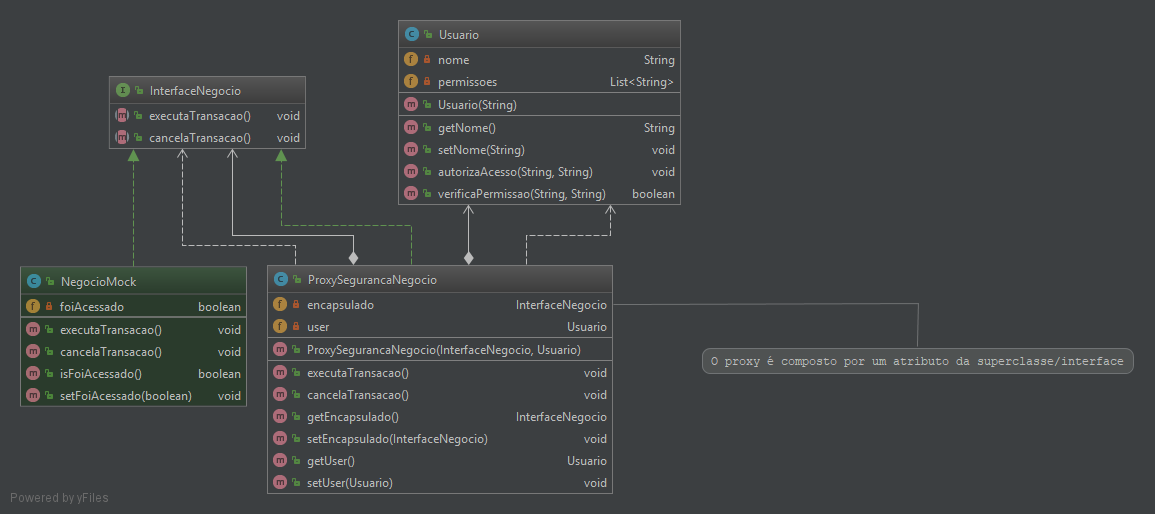 Usuario
nome String
permissoes List<String>
Usuario(String)
getNome() String
setNome(String) void
autorizaAcesso(String, String) void
verificaPermissao(String, String) boolean
InterfaceNegocio
executaTransacao() void
cancelaTransacao() void
NegocioMock
foiAcessado boolean
executaTransacao() void
cancelaTransacao() void
isFoiAcessado() boolean
setFoiAcessado(boolean) void
ProxySegurancaNegocio
encapsulado InterfaceNegocio
user Usuario
ProxySegurancaNegocio(InterfaceNegocio, Usuario)
executaTransacao() void
cancelaTransacao() void
getEncapsulado() InterfaceNegocio
setEncapsulado(InterfaceNegocio) void
getUser() Usuario
setUser(Usuario) void
O proxy é composto por um atributo da superclasse/interface
Powered by yFiles